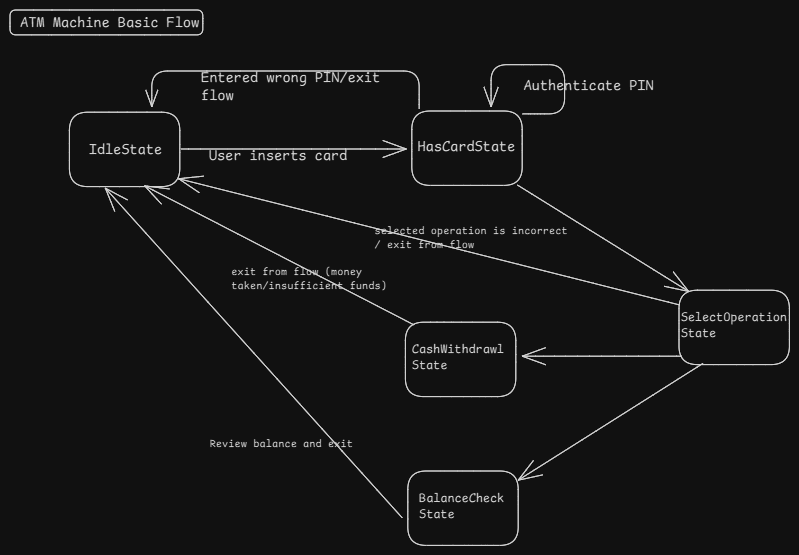 ATM Machine Basic Flow
Entered wrong PIN/exit
flow
Authenticate PIN
IdleState
User inserts card
HasCardState
selected operation is incorrect
/ exit from flow
exit from flow (money
taken/insufficient funds)
SelectOperation
State
CashWithdrawl
State
Review balance and exit
BalanceCheck
State